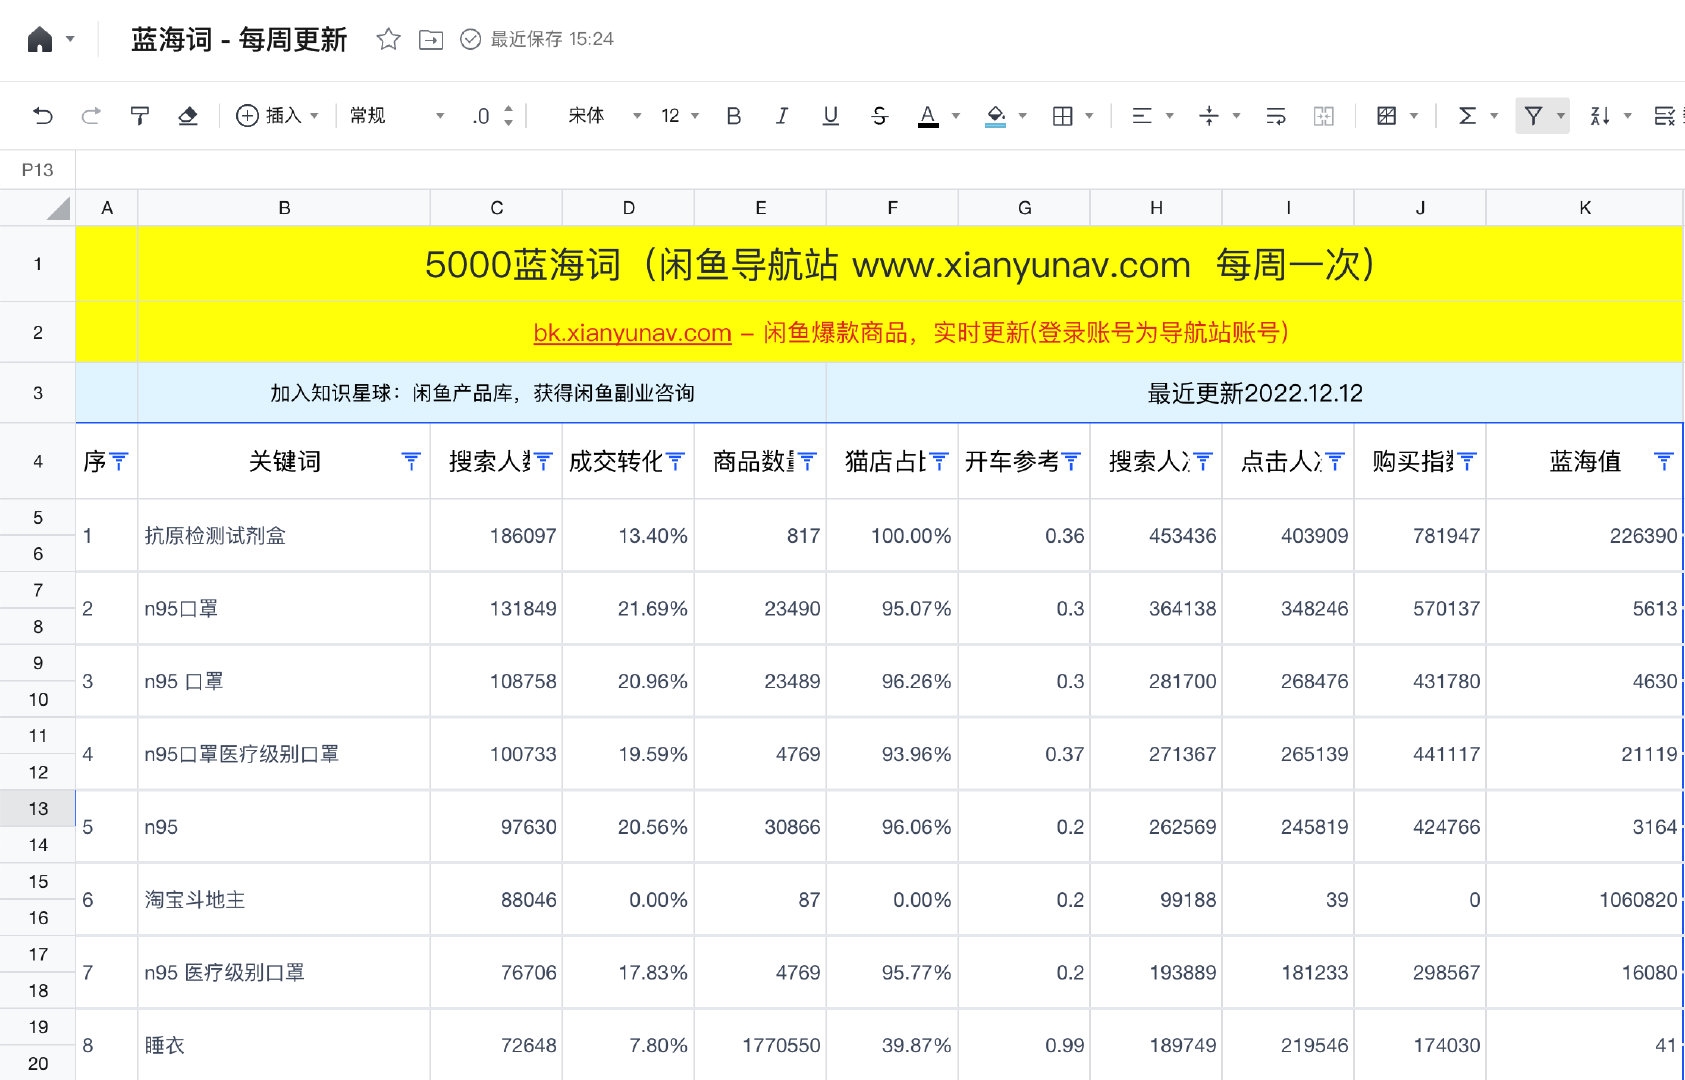 蓝海词 - 每周更新 最近保存 15:24
插入 常规 .0 宋体 12 B I U S A
P13
A B C D E F G H I J K
1 5000蓝海词（闲鱼导航站 www.xianyunav.com 每周一次）
2 bk.xianyunav.com – 闲鱼爆款商品，实时更新(登录账号为导航站账号)
3 加入知识星球：闲鱼产品库，获得闲鱼副业咨询 最近更新2022.12.12
4 序 关键词 搜索人数 成交转化 商品数量 猫店占比 开车参考 搜索人次 点击人次 购买指数 蓝海值
5
1 抗原检测试剂盒 186097 13.40% 817 100.00% 0.36 453436 403909 781947 226390
6
7
2 n95口罩 131849 21.69% 23490 95.07% 0.3 364138 348246 570137 5613
8
9
3 n95 口罩 108758 20.96% 23489 96.26% 0.3 281700 268476 431780 4630
10
11
4 n95口罩医疗级别口罩 100733 19.59% 4769 93.96% 0.37 271367 265139 441117 21119
12
13
5 n95 97630 20.56% 30866 96.06% 0.2 262569 245819 424766 3164
14
15
6 淘宝斗地主 88046 0.00% 87 0.00% 0.2 99188 39 0 1060820
16
17
7 n95 医疗级别口罩 76706 17.83% 4769 95.77% 0.2 193889 181233 298567 16080
18
19
8 睡衣 72648 7.80% 1770550 39.87% 0.99 189749 219546 174030 41
20